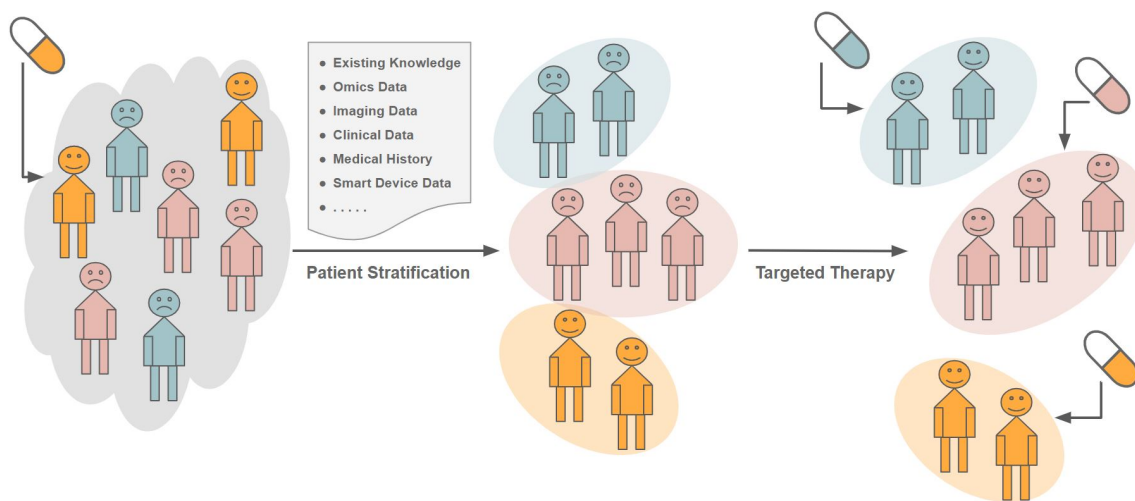 ● Existing Knowledge
● Omics Data
● Imaging Data
● Clinical Data
● Medical History
● Smart Device Data
● . . . . .
Patient Stratification
Targeted Therapy